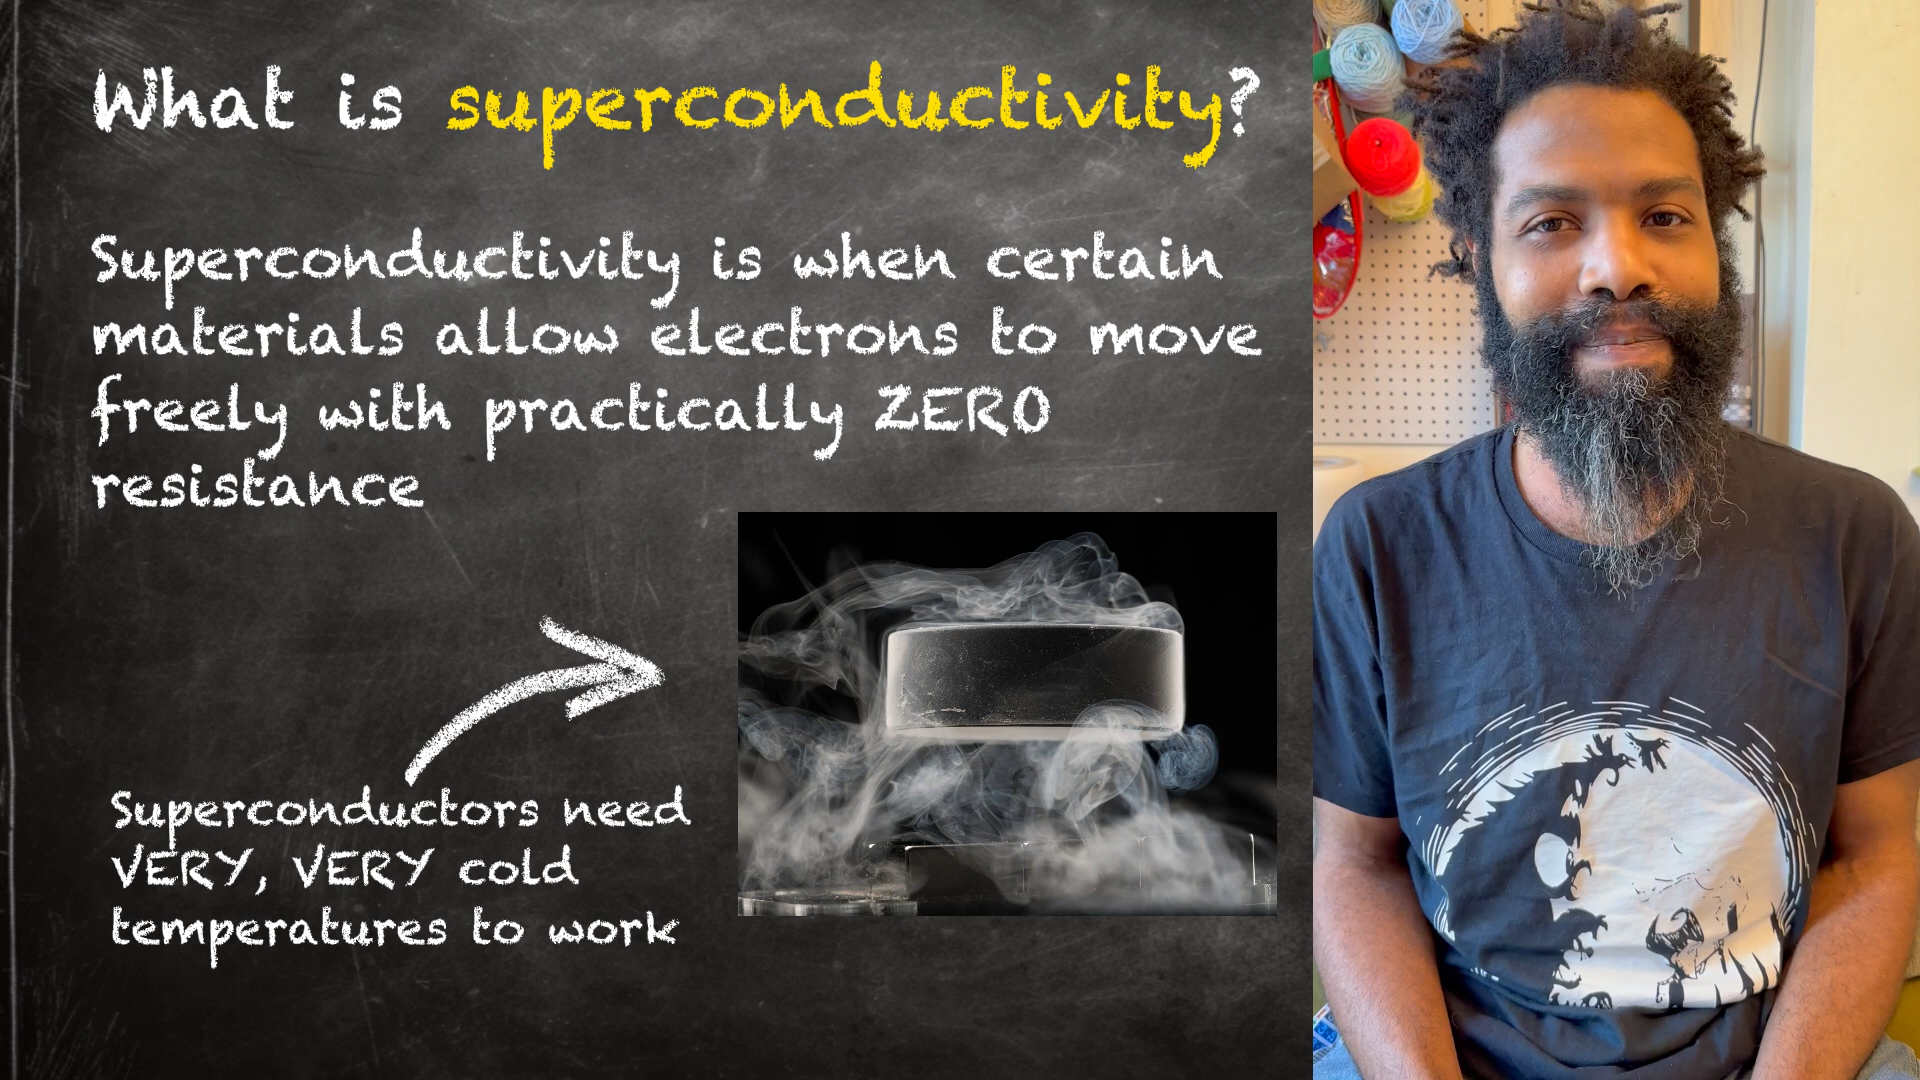 What is superconductivity?
Superconductivity is when certain
materials allow electrons to move
freely with practically ZERO
resistance
Superconductors need
VERY, VERY cold
temperatures to work